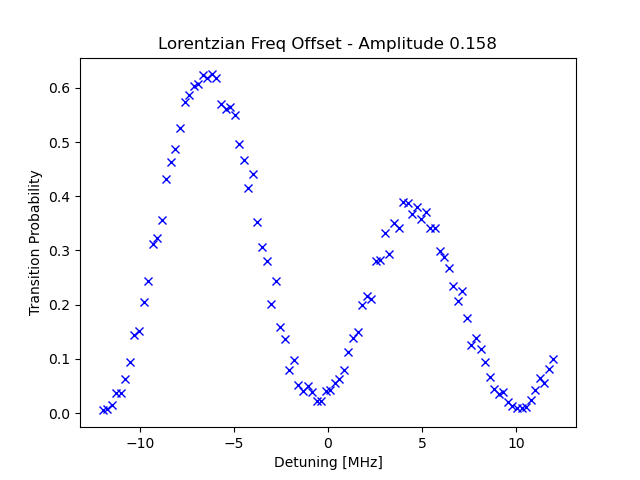 Lorentzian Freq Offset - Amplitude 0.158
0.6
0.5
0.4
0.3
0.2
0.1
0.0
Transition Probability
−10 −5 0 5 10
Detuning [MHz]